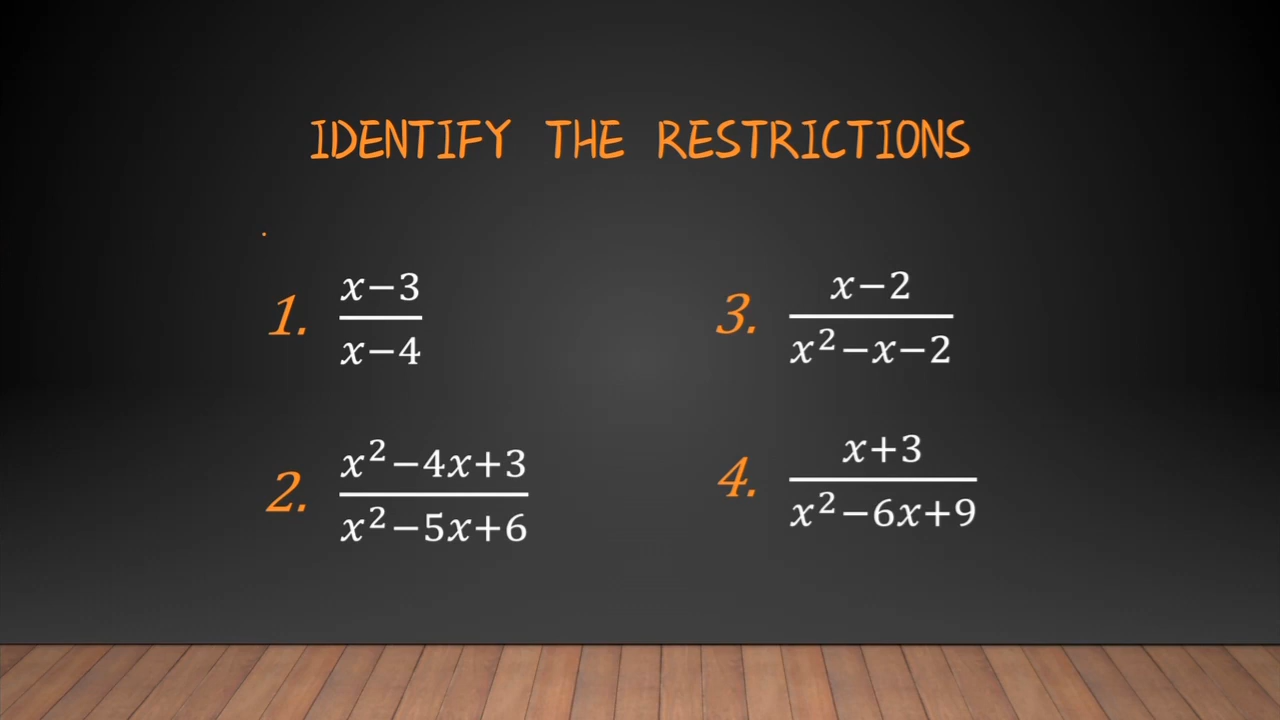 IDENTIFY THE RESTRICTIONS
1. x−3
x−4
2. x²−4x+3
x²−5x+6
3. x−2
x²−x−2
4. x+3
x²−6x+9